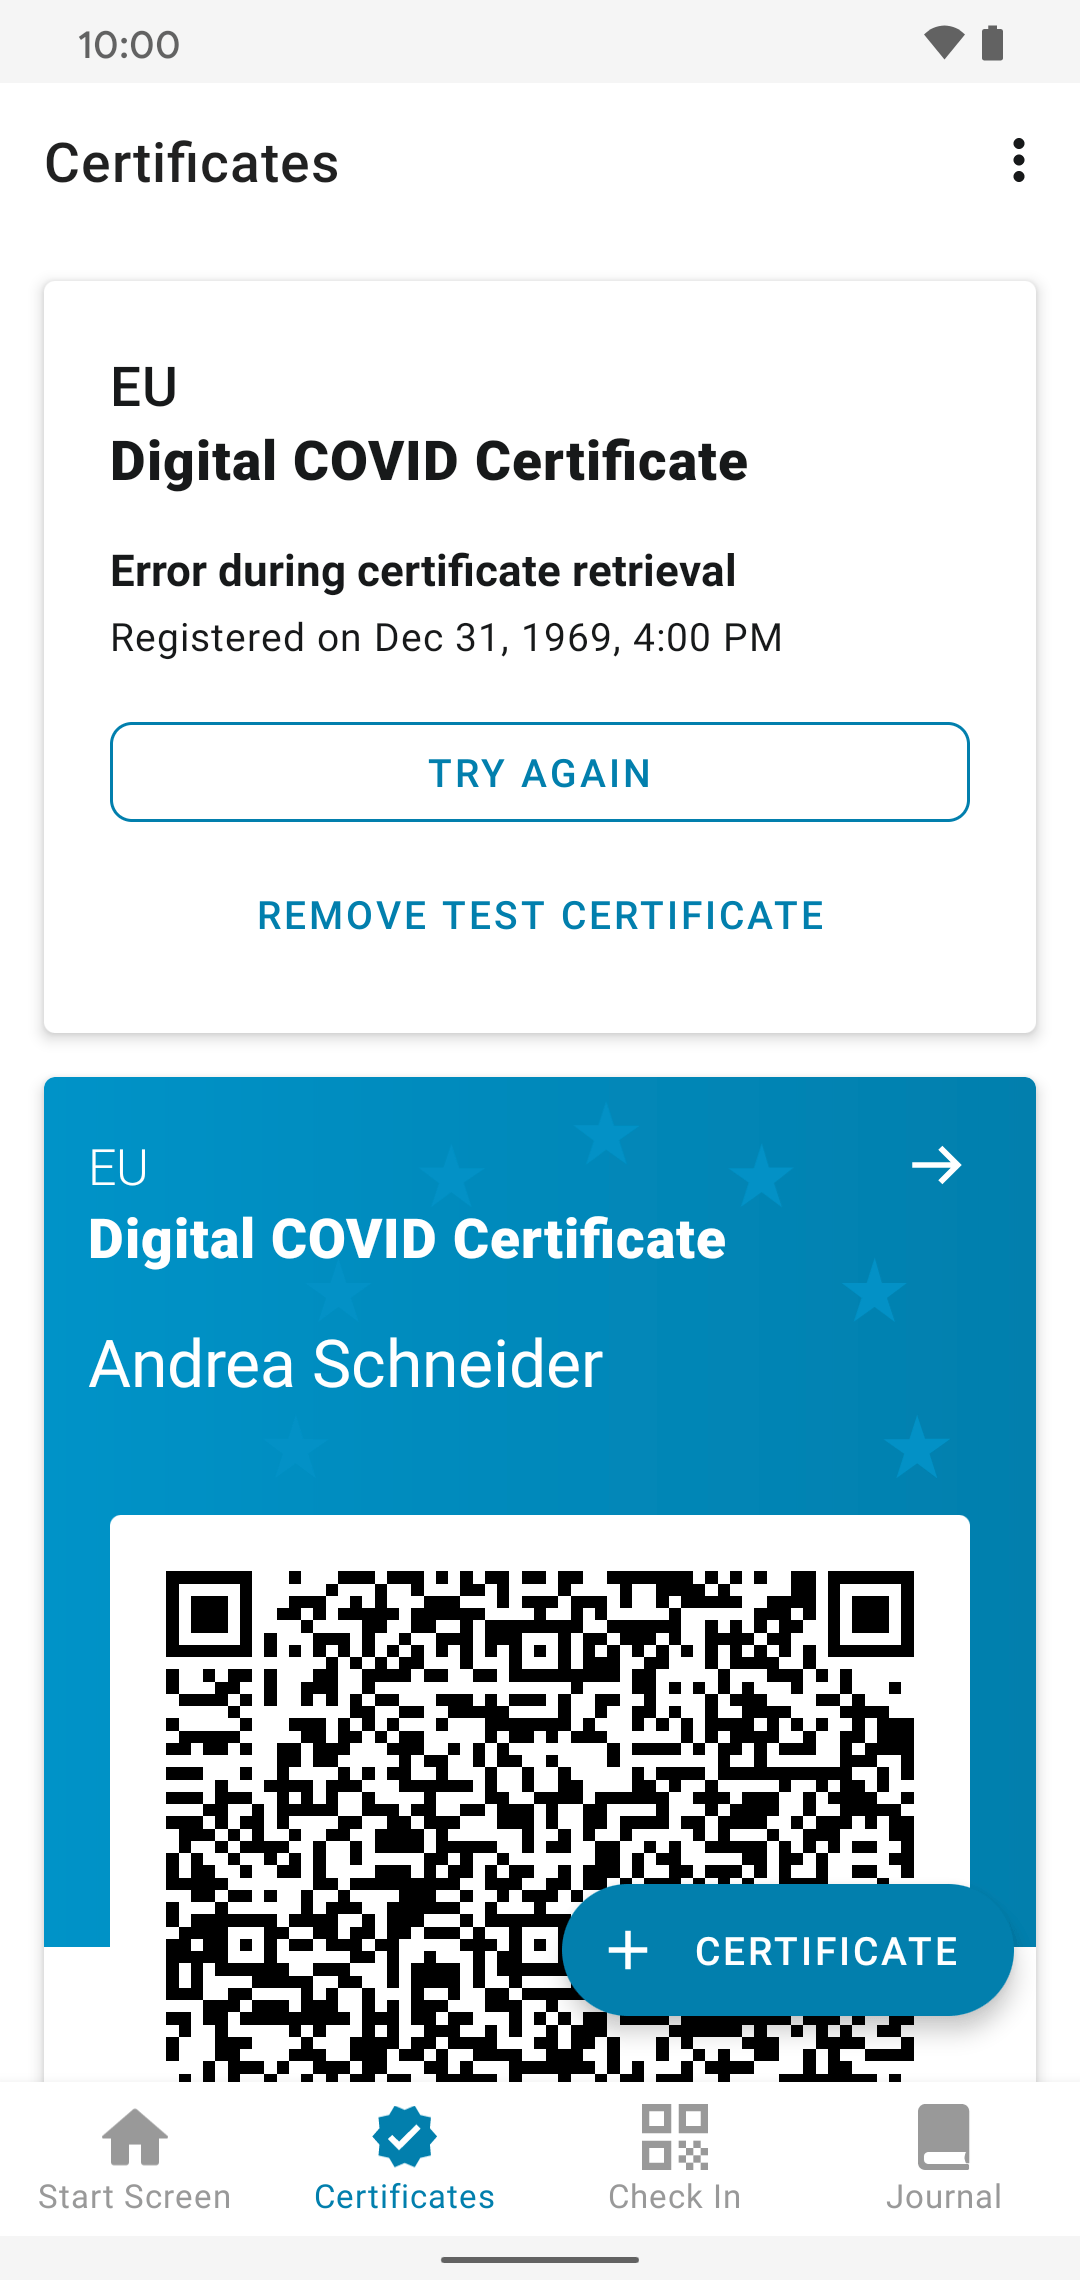 10:00
Certificates
EU
Digital COVID Certificate
Error during certificate retrieval
Registered on Dec 31, 1969, 4:00 PM
TRY AGAIN
REMOVE TEST CERTIFICATE
EU
Digital COVID Certificate
Andrea Schneider
CERTIFICATE
Start Screen
Certificates
Check In
Journal